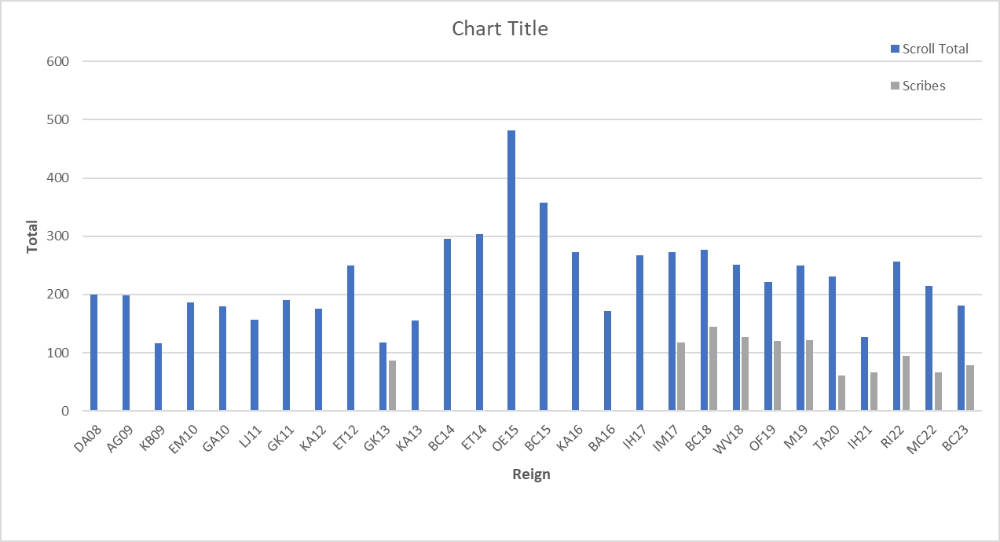 Chart Title
Scroll Total
Scribes
600
500
400
300
200
100
0
Total
DA08
AG09
KB09
EM10
GA10
LJ11
GK11
KA12
ET12
GK13
KA13
BC14
ET14
OE15
BC15
KA16
BA16
IH17
IM17
BC18
WV18
OF19
M19
TA20
IH21
RI22
MC22
BC23
Reign